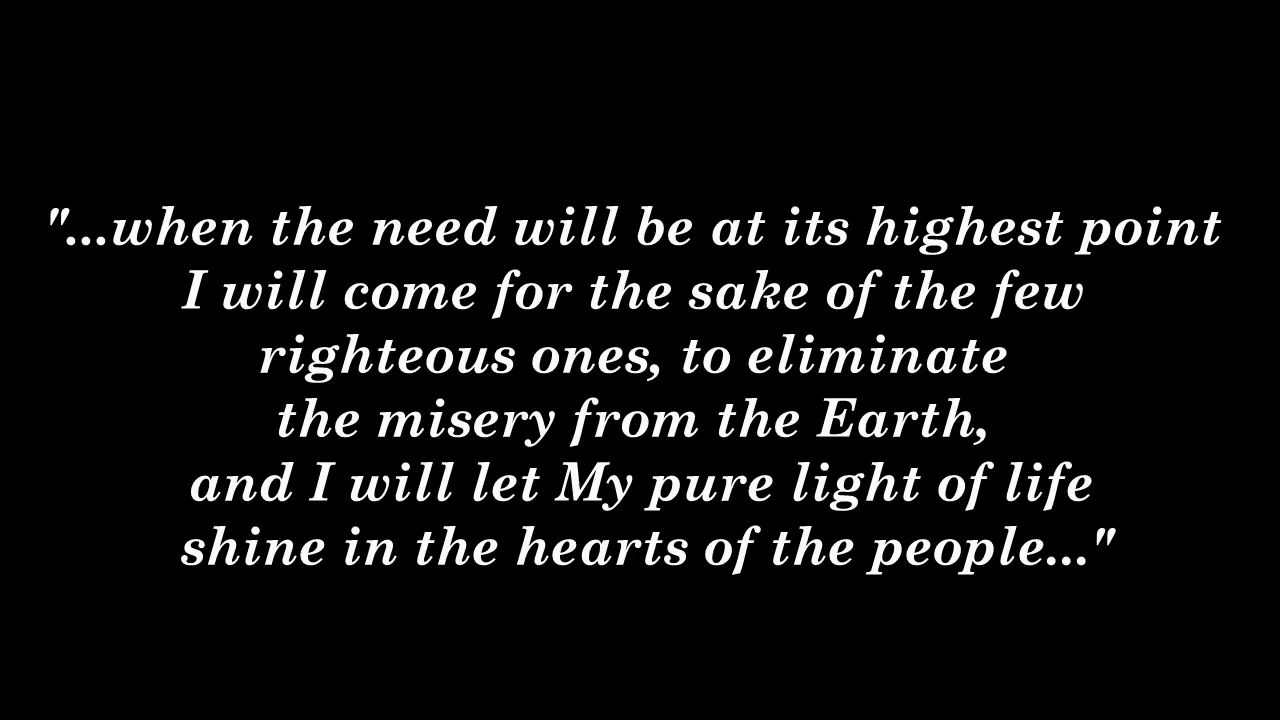 "...when the need will be at its highest point
I will come for the sake of the few
righteous ones, to eliminate
the misery from the Earth,
and I will let My pure light of life
shine in the hearts of the people..."